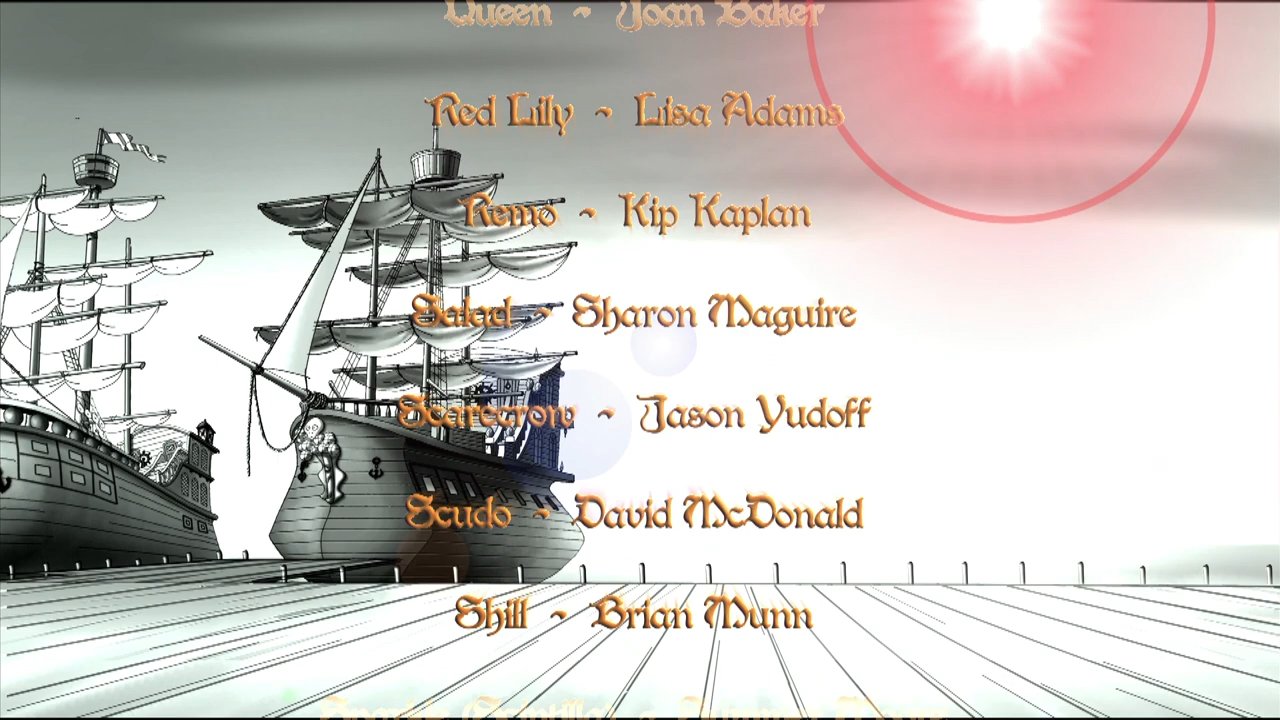 Queen ~ Joan Baker
Red Lily ~ Lisa Adams
Remo ~ Kip Kaplan
Salad ~ Sharon Maguire
Scarecrow ~ Jason Yudoff
Scudo ~ David McDonald
Shill ~ Brian Munn